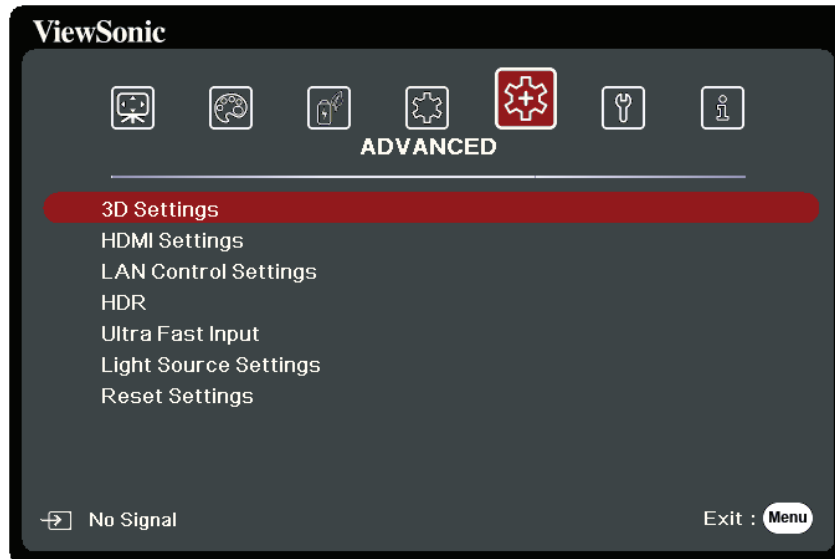 ViewSonic
ADVANCED
3D Settings
HDMI Settings
LAN Control Settings
HDR
Ultra Fast Input
Light Source Settings
Reset Settings
No Signal
Exit : Menu